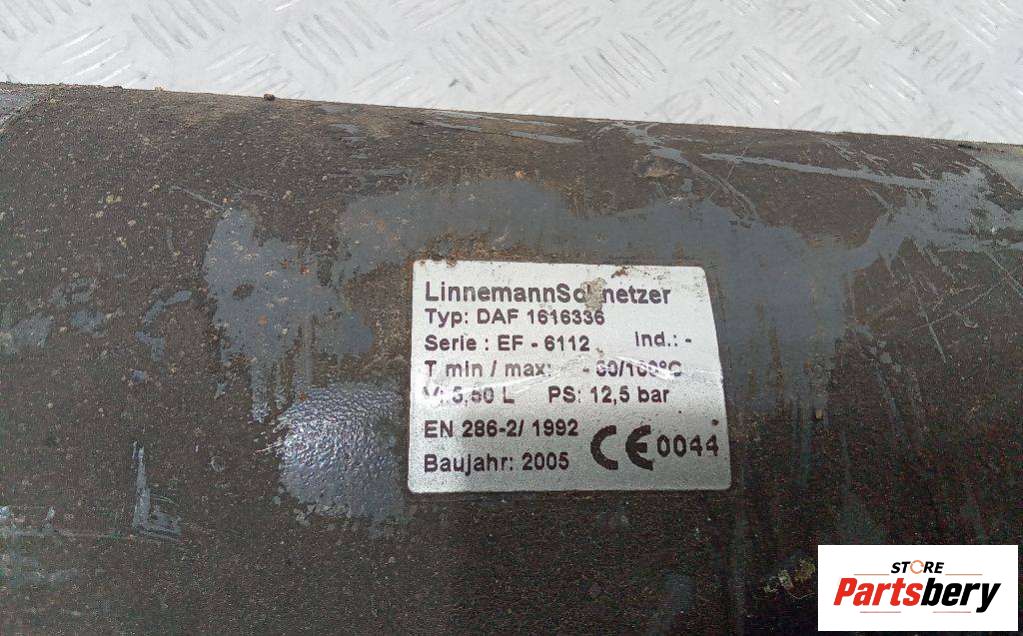 LinnemannSchnetzer
Typ: DAF 1616336
Serie : EF - 6112 Ind.: -
T min / max:
V: 5,60 L PS: 12,5 bar
EN 286-2/ 1992
Baujahr: 2005 CE 0044
STORE
Partsbery